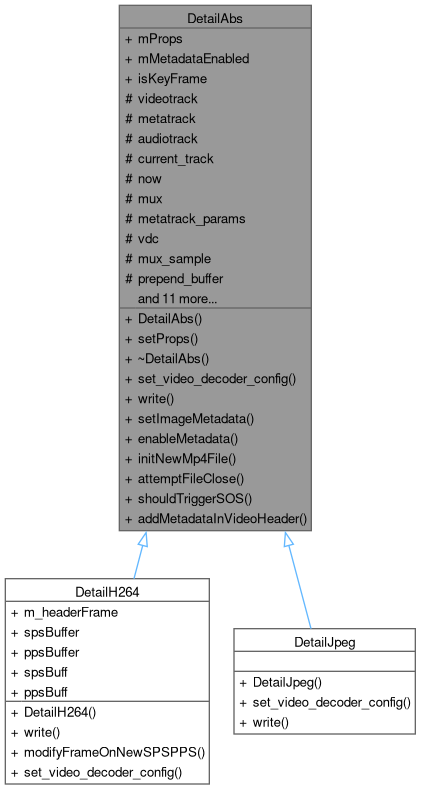 DetailAbs
+ mProps
+ mMetadataEnabled
+ isKeyFrame
# videotrack
# metatrack
# audiotrack
# current_track
# now
# mux
# metatrack_params
# vdc
# mux_sample
# prepend_buffer
and 11 more...
+ DetailAbs()
+ setProps()
+ ~DetailAbs()
+ set_video_decoder_config()
+ write()
+ setImageMetadata()
+ enableMetadata()
+ initNewMp4File()
+ attemptFileClose()
+ shouldTriggerSOS()
+ addMetadataInVideoHeader()
DetailH264
+ m_headerFrame
+ spsBuffer
+ ppsBuffer
+ spsBuff
+ ppsBuff
+ DetailH264()
+ write()
+ modifyFrameOnNewSPSPPS()
+ set_video_decoder_config()
DetailJpeg
+ DetailJpeg()
+ set_video_decoder_config()
+ write()